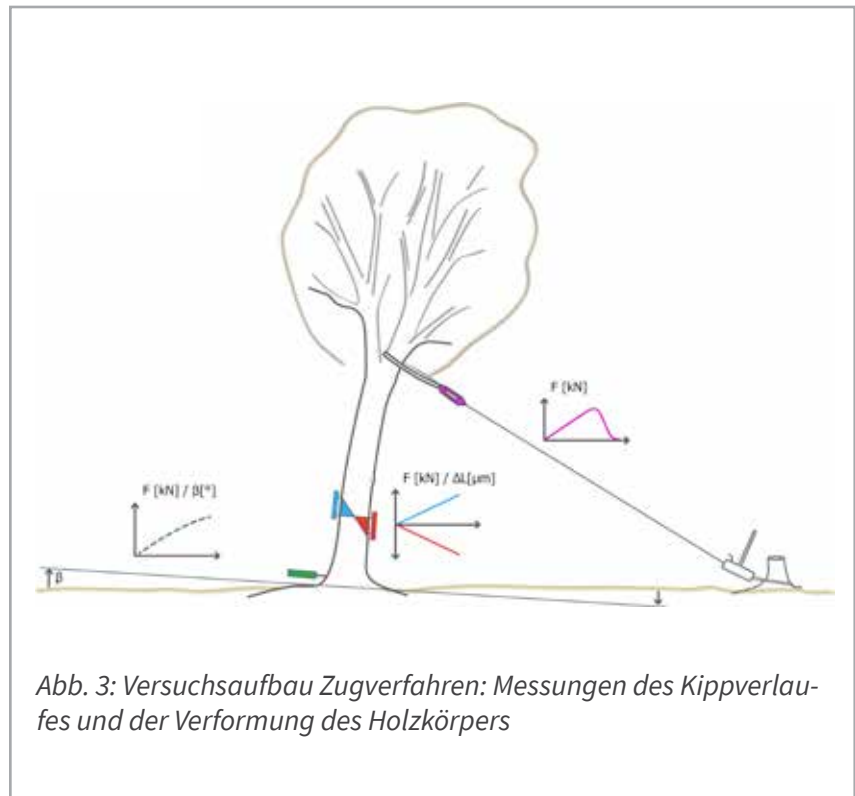 F [kN]
F [kN] / ΔL[µm]
F [kN] / β[°]
β
Abb. 3: Versuchsaufbau Zugverfahren: Messungen des Kippverlau-
fes und der Verformung des Holzkörpers